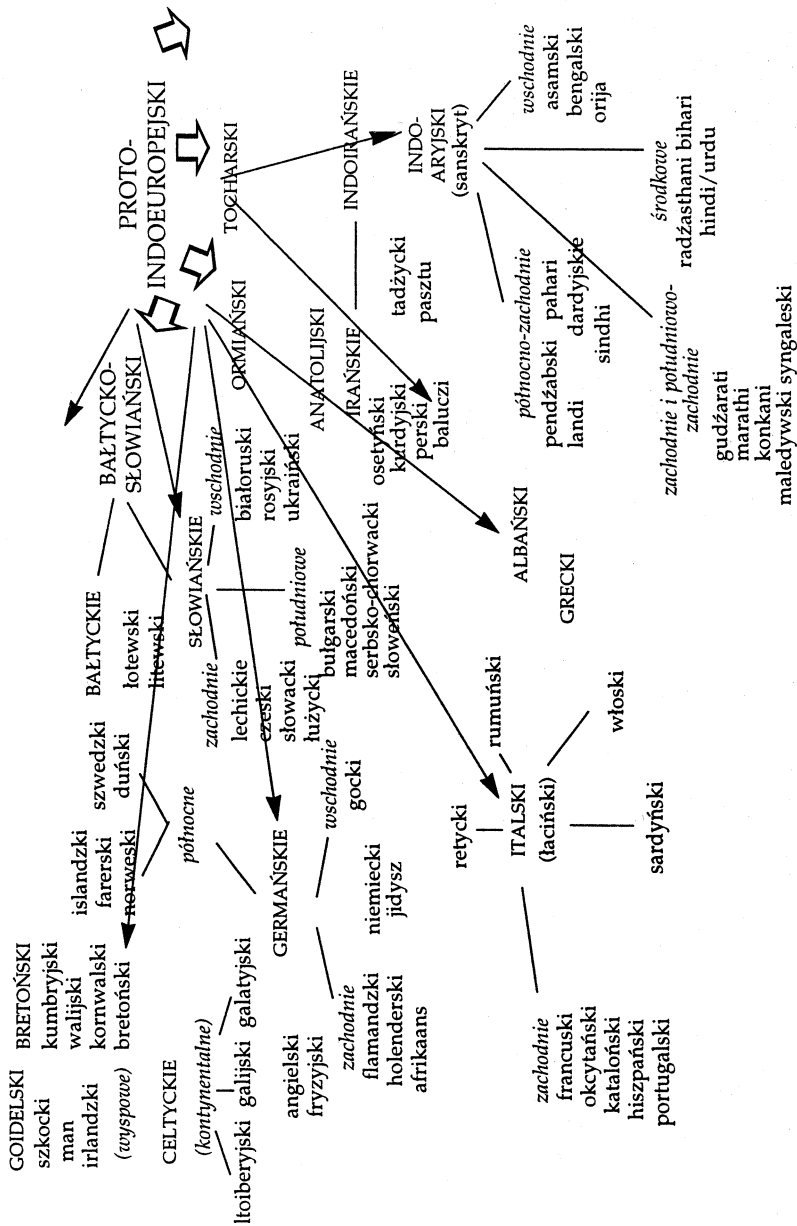 GOIDELSKI
szkocki
man
irlandzki
(wyspowe)
BRETOŃSKI
kumbryjski
walijski
kornwalski
bretoński
CELTYCKIE
(kontynentalne)
ltoiberyjski galijski galatyjski
islandzki
farerski
norweski
szwedzki
duński
północne
GERMAŃSKIE
angielski
fryzyjski
zachodnie
flamandzki
holenderski
afrikaans
niemiecki
jidysz
wschodnie
gocki
BAŁTYCKIE
łotewski
litewski
BAŁTYCKO-
SŁOWIAŃSKI
SŁOWIAŃSKIE
zachodnie
lechickie
czeski
słowacki
łużycki
południowe
bułgarski
macedoński
serbsko-chorwacki
słoweński
wschodnie
białoruski
rosyjski
ukraiński
PROTO-
INDOEUROPEJSKI
TOCHARSKI
ORMIAŃSKI
ANATOLIJSKI
INDOIRAŃSKIE
IRAŃSKIE
osetyński
kurdyjski
perski
baluczi
tadżycki
pasztu
INDO-
ARYJSKI
(sanskryt)
wschodnie
asamski
bengalski
orija
środkowe
radźasthani bihari
hindi/urdu
północno-zachodnie
pendźabski pahari
landi dardyjskie
sindhi
zachodnie i południowo-
zachodnie
gudźarati
marathi
konkani
maledywski syngaleski
ALBAŃSKI
GRECKI
ITALSKI
(łaciński)
retycki
rumuński
włoski
sardyński
zachodnie
francuski
okcytański
kataloński
hiszpański
portugalski